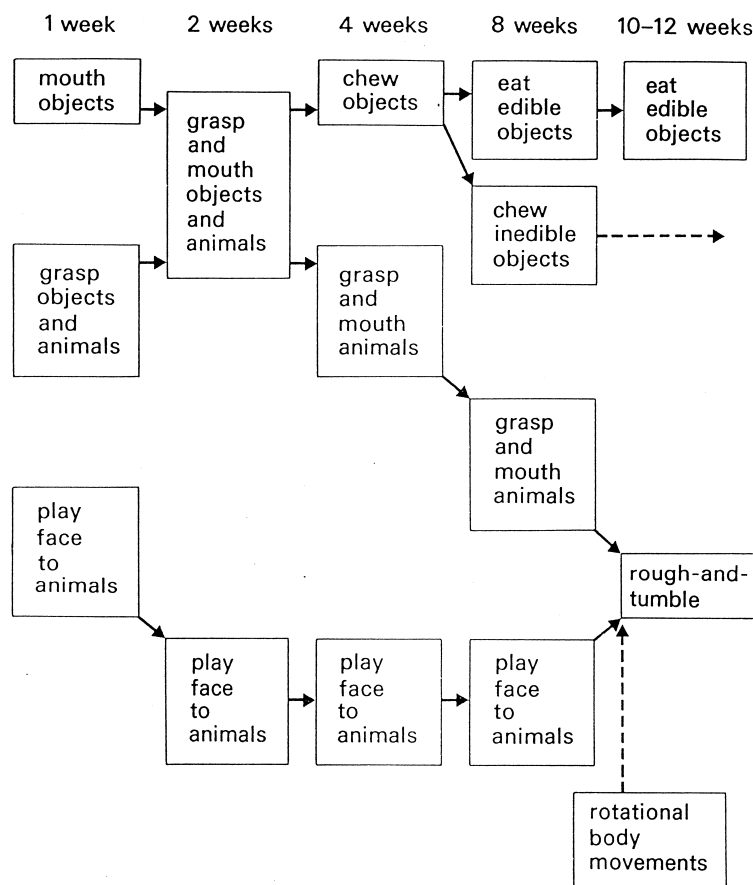 1 week
2 weeks
4 weeks
8 weeks
10–12 weeks
mouth
objects
grasp
and
mouth
objects
and
animals
chew
objects
eat
edible
objects
eat
edible
objects
chew
inedible
objects
grasp
objects
and
animals
grasp
and
mouth
animals
grasp
and
mouth
animals
play
face
to
animals
rough-and-
tumble
play
face
to
animals
play
face
to
animals
play
face
to
animals
rotational
body
movements